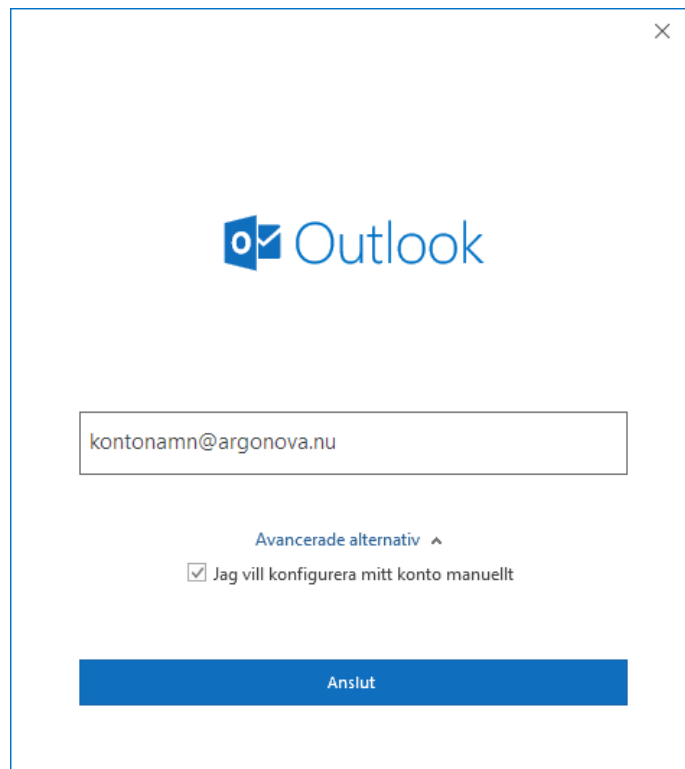 Outlook
kontonamn@argonova.nu
Avancerade alternativ
Jag vill konfigurera mitt konto manuellt
Anslut